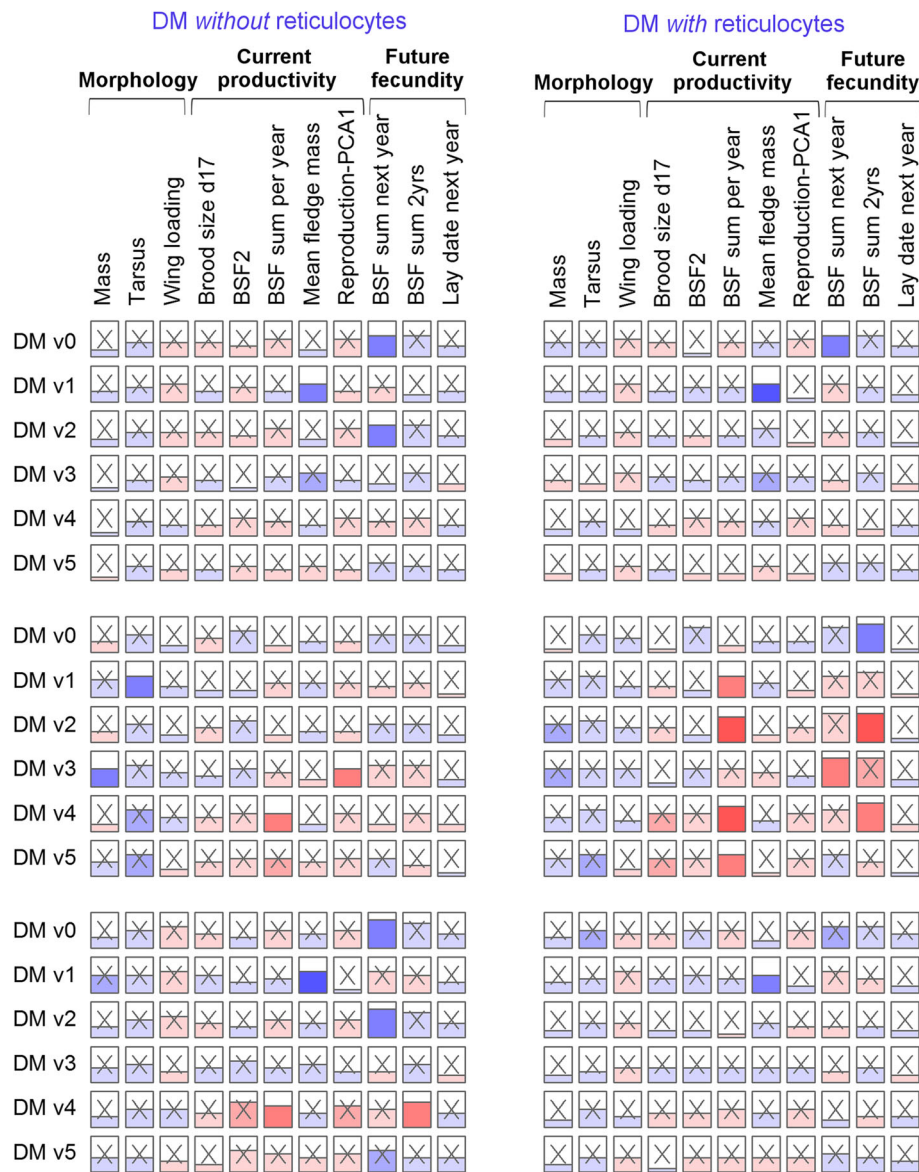 DM without reticulocytes
DM with reticulocytes
Morphology
Current productivity
Future fecundity
Morphology
Current productivity
Future fecundity
Mass
Tarsus
Wing loading
Brood size d17
BSF2
BSF sum per year
Mean fledge mass
Reproduction-PCA1
BSF sum next year
BSF sum 2yrs
Lay date next year
Mass
Tarsus
Wing loading
Brood size d17
BSF2
BSF sum per year
Mean fledge mass
Reproduction-PCA1
BSF sum next year
BSF sum 2yrs
Lay date next year
DM v0
DM v1
DM v2
DM v3
DM v4
DM v5
DM v0
DM v1
DM v2
DM v3
DM v4
DM v5
DM v0
DM v1
DM v2
DM v3
DM v4
DM v5